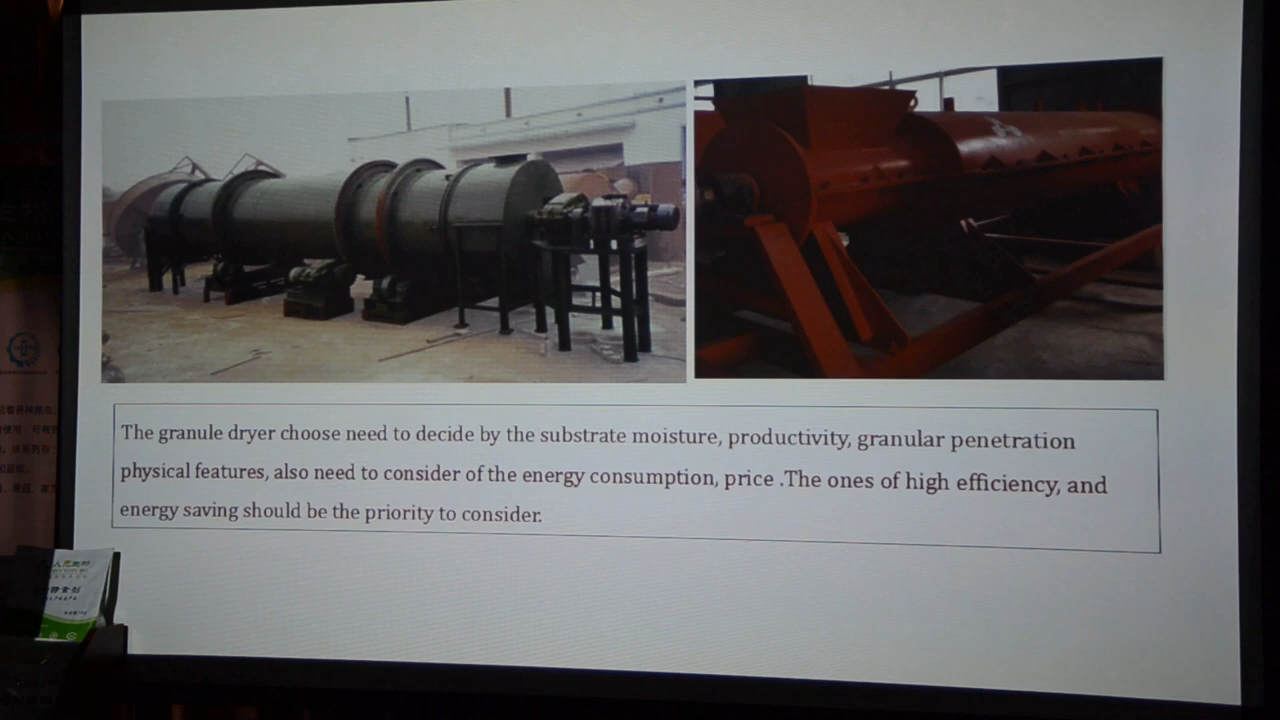 The granule dryer choose need to decide by the substrate moisture, productivity, granular penetration
physical features, also need to consider of the energy consumption, price .The ones of high efficiency, and
energy saving should be the priority to consider.